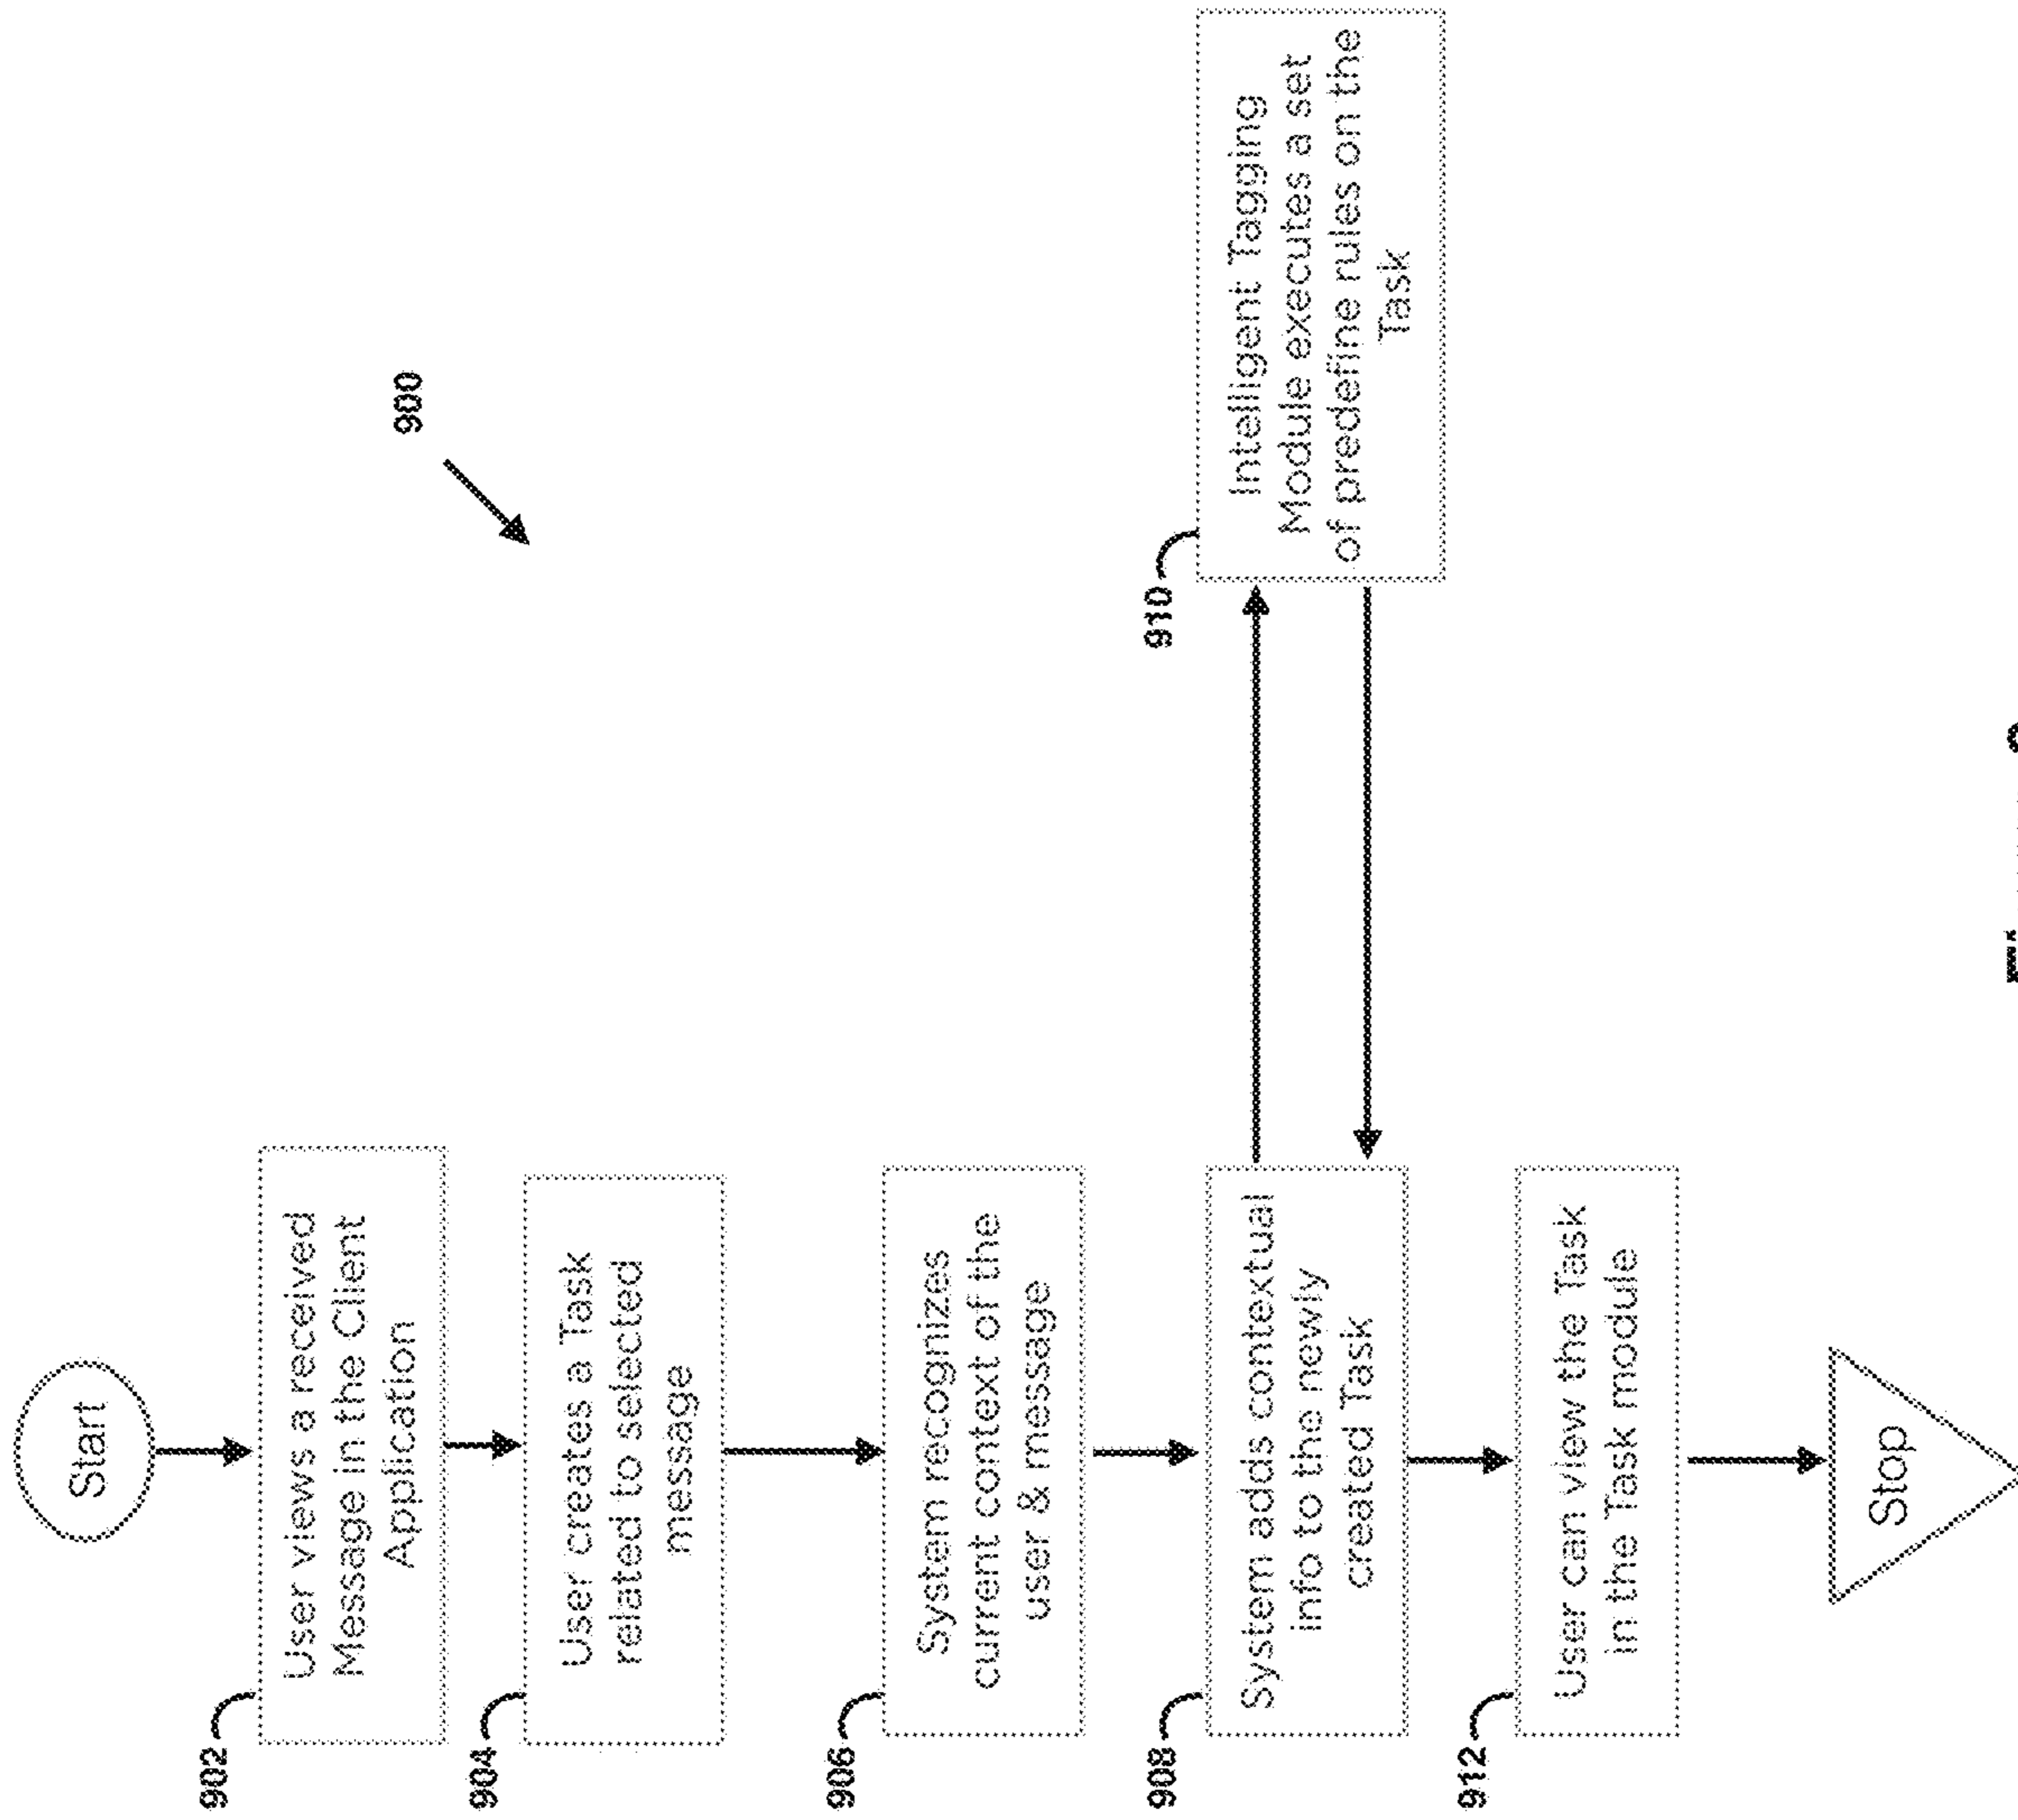 900
Start
902
User views a received
Message in the Client
Application
904
User creates a Task
related to selected
message
906
System recognizes
current context of the
user & message
908
System adds contextual
info to the newly
created Task
910
Intelligent Tagging
Module executes a set
of predefine rules on the
Task
912
User can view the Task
in the Task module
Stop